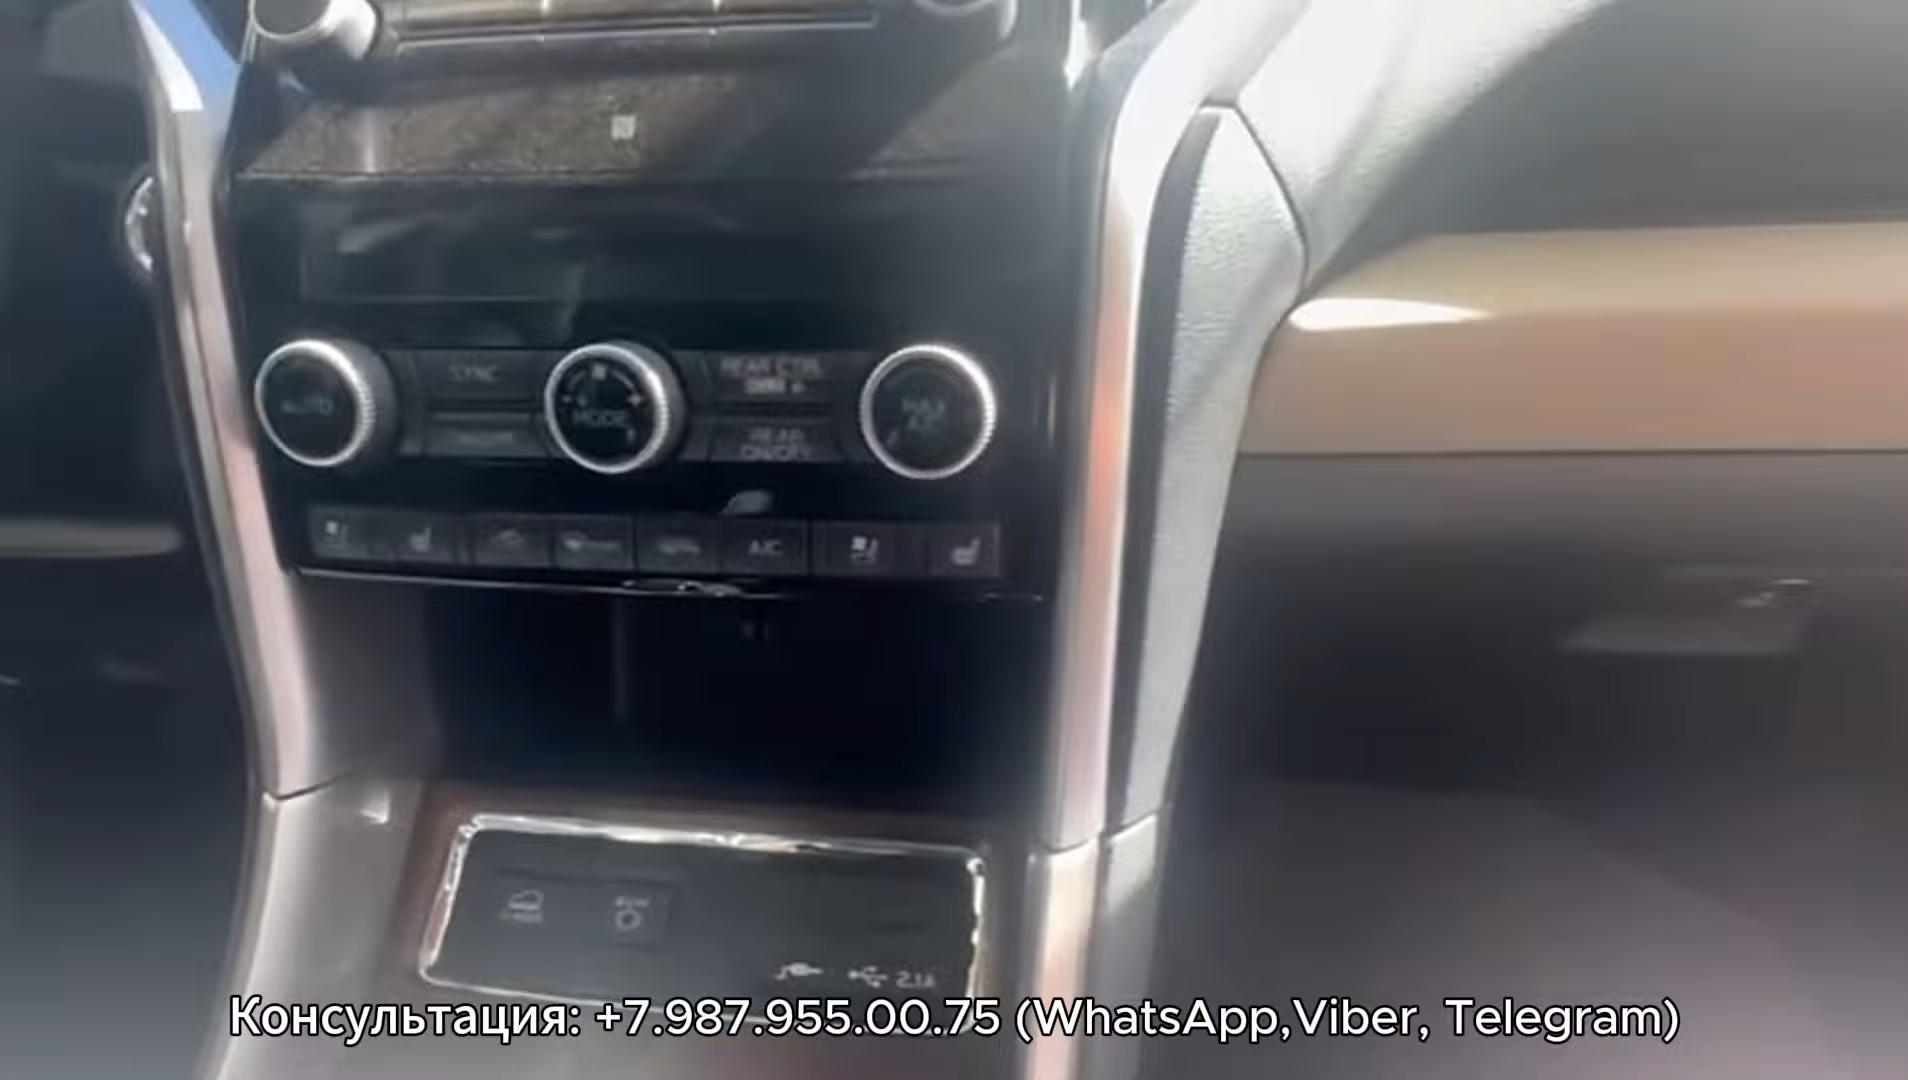 AUTO
SYNC
MODE
REAR CTRL
REAR
ON/OFF
MAX
A/C
A/C
2.1A
Консультация: +7.987.955.00.75 (WhatsApp,Viber, Telegram)